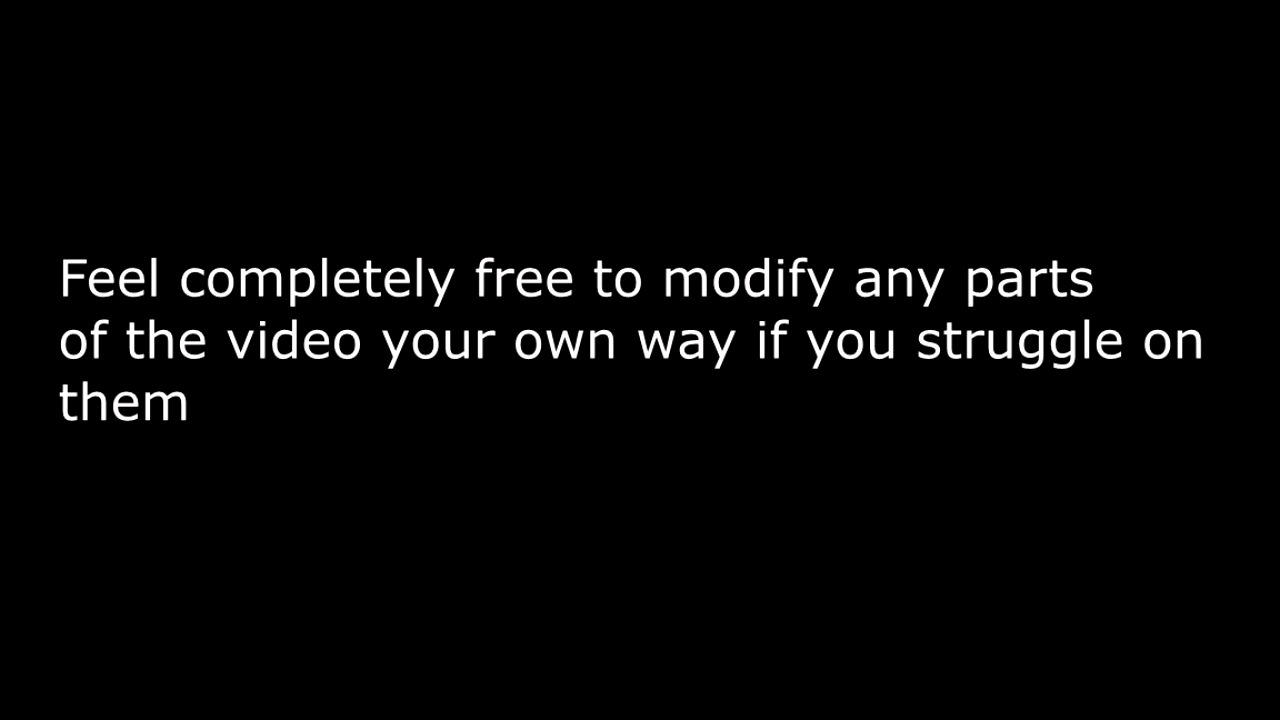 Feel completely free to modify any parts
of the video your own way if you struggle on
them